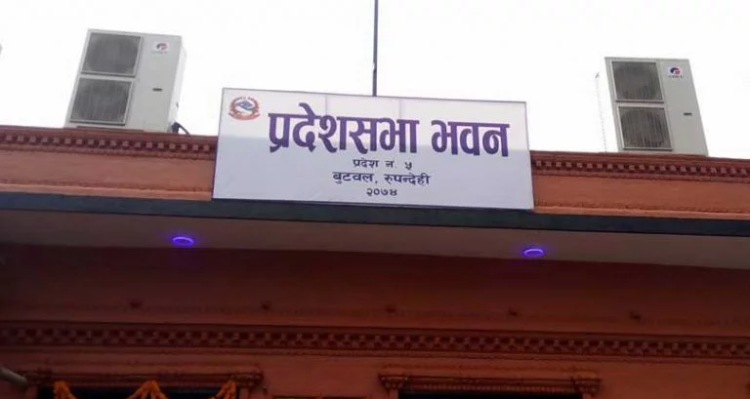 प्रदेशसभा भवन
प्रदेश न. ५
बुटवल, रुपन्देही
२०७४